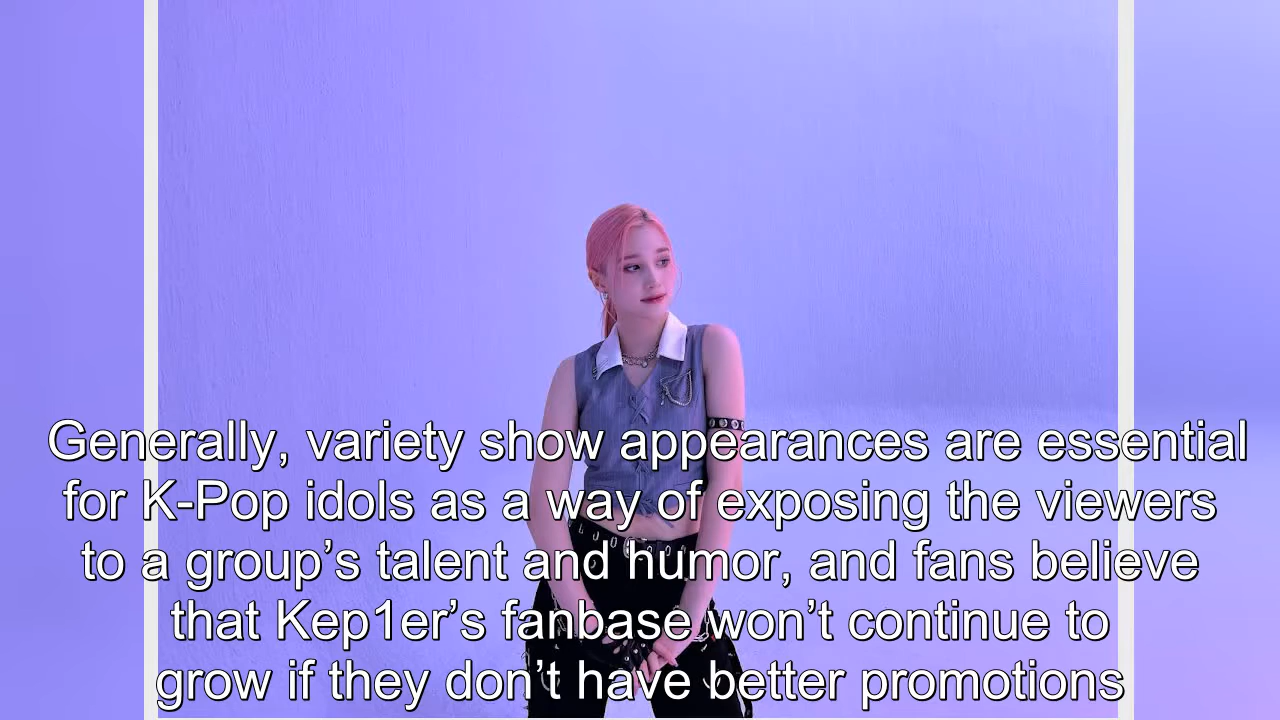 Generally, variety show appearances are essential
for K-Pop idols as a way of exposing the viewers
to a group’s talent and humor, and fans believe
that Kep1er’s fanbase won’t continue to
grow if they don’t have better promotions